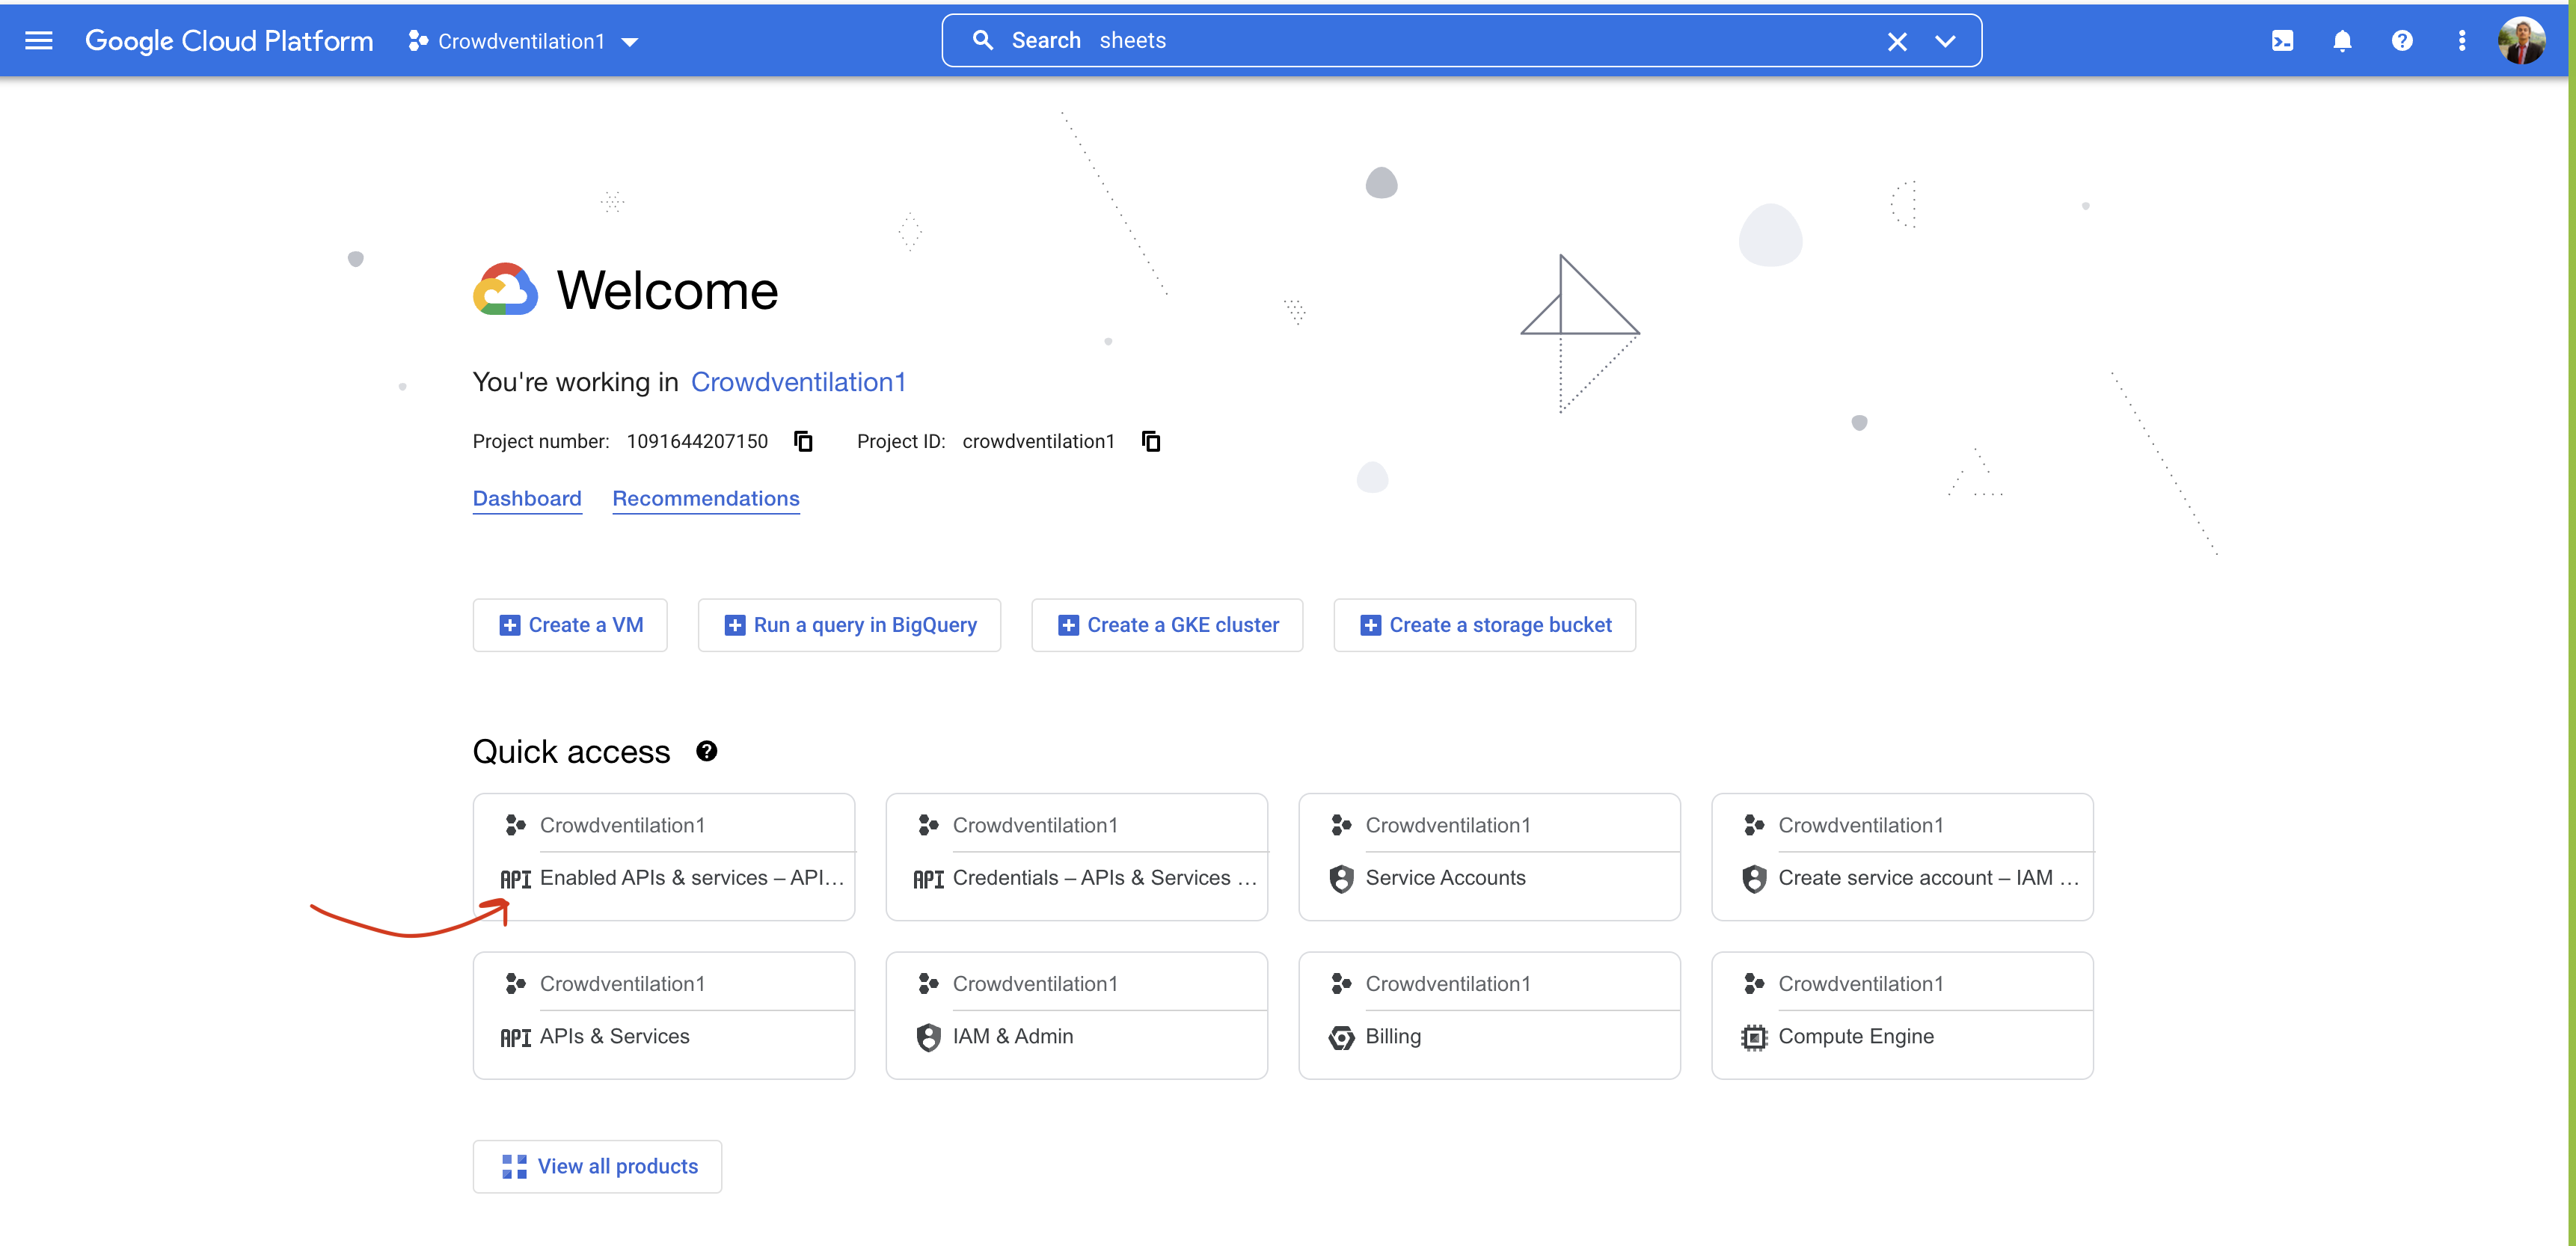 Google Cloud Platform Crowdventilation1 Search sheets
Welcome
You're working in Crowdventilation1
Project number: 1091644207150 Project ID: crowdventilation1
Dashboard Recommendations
Create a VM Run a query in BigQuery Create a GKE cluster Create a storage bucket
Quick access
Crowdventilation1 Crowdventilation1 Crowdventilation1 Crowdventilation1
API Enabled APIs & services – API... API Credentials – APIs & Services ... Service Accounts Create service account – IAM ...
Crowdventilation1 Crowdventilation1 Crowdventilation1 Crowdventilation1
API APIs & Services IAM & Admin Billing Compute Engine
View all products